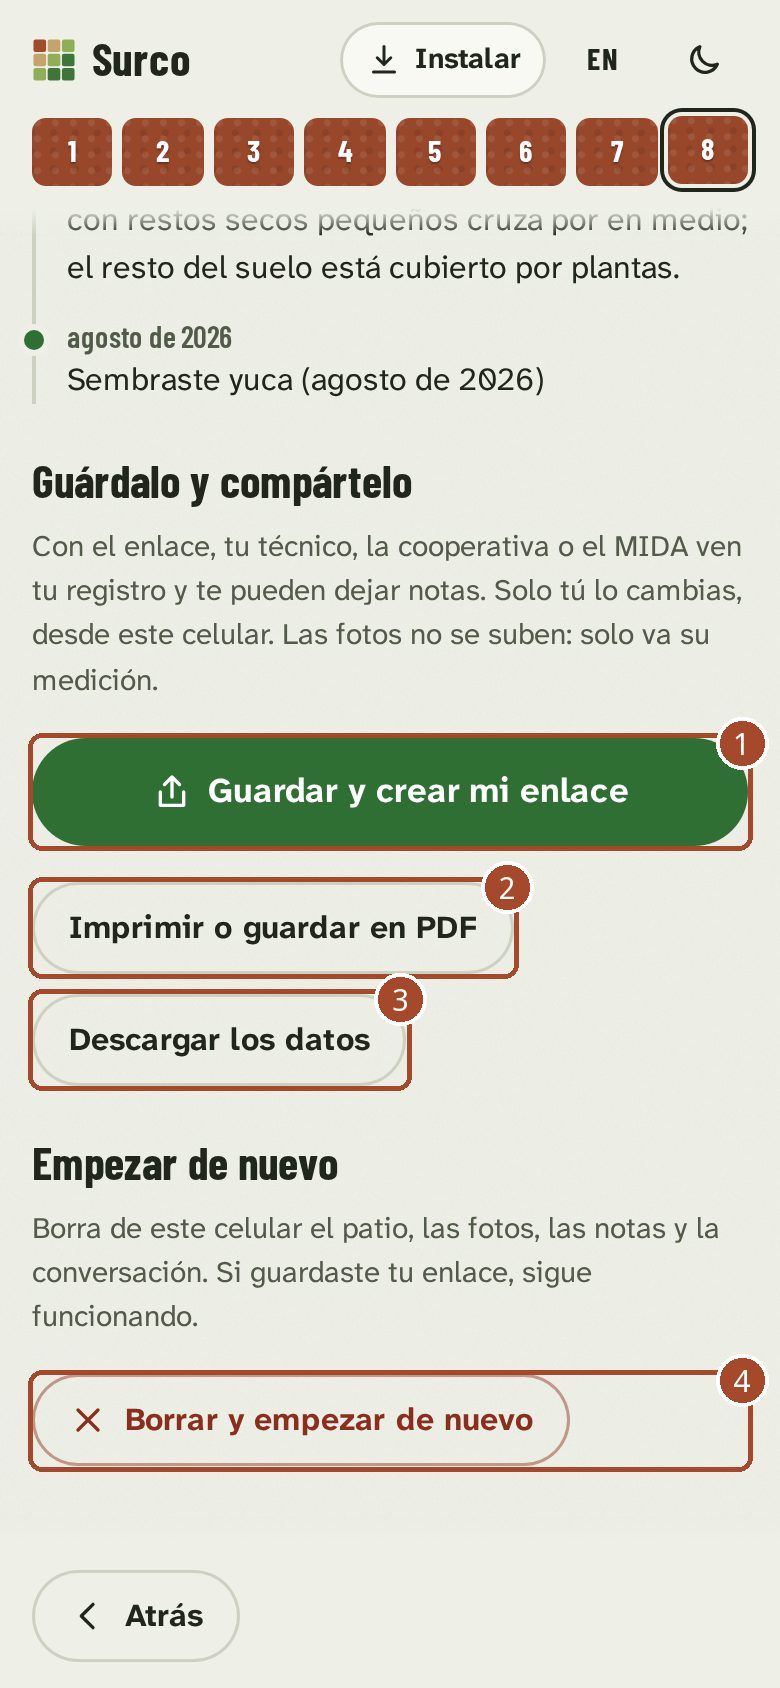 Surco
Instalar
EN
1 2 3 4 5 6 7 8
con restos secos pequeños cruza por en medio;
el resto del suelo está cubierto por plantas.
agosto de 2026
Sembraste yuca (agosto de 2026)
Guárdalo y compártelo
Con el enlace, tu técnico, la cooperativa o el MIDA ven
tu registro y te pueden dejar notas. Solo tú lo cambias,
desde este celular. Las fotos no se suben: solo va su
medición.
1
Guardar y crear mi enlace
2
Imprimir o guardar en PDF
3
Descargar los datos
Empezar de nuevo
Borra de este celular el patio, las fotos, las notas y la
conversación. Si guardaste tu enlace, sigue
funcionando.
4
Borrar y empezar de nuevo
Atrás